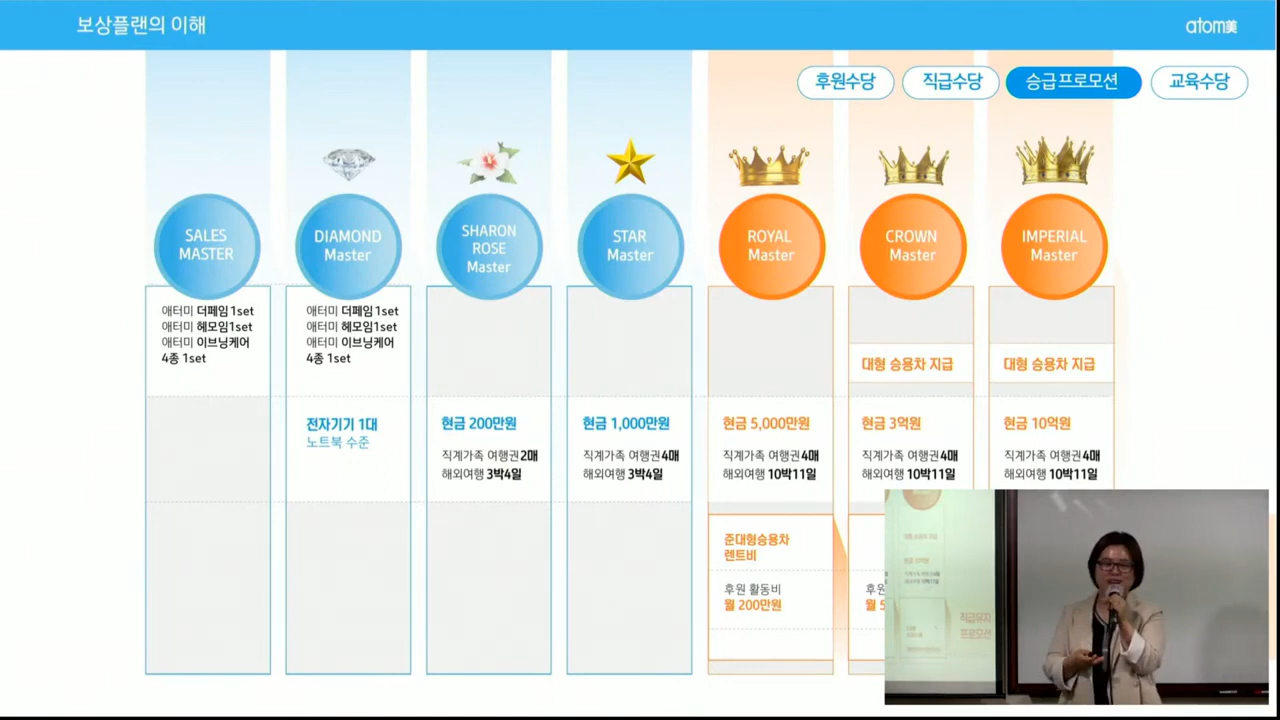 보상플랜의 이해
atom美
후원수당
직급수당
승급프로모션
교육수당
SALES
MASTER
애터미 더페임 1set
애터미 헤모임1set
애터미 이브닝케어
4종 1set
DIAMOND
Master
애터미 더페임 1set
애터미 헤모임1set
애터미 이브닝케어
4종 1set
전자기기 1대
노트북 수준
SHARON
ROSE
Master
현금 200만원
직계가족 여행권2매
해외여행 3박4일
STAR
Master
현금 1,000만원
직계가족 여행권4매
해외여행 3박4일
ROYAL
Master
현금 5,000만원
직계가족 여행권4매
해외여행 10박11일
준대형승용차
렌트비
후원 활동비
월 200만원
CROWN
Master
대형 승용차 지급
현금 3억원
직계가족 여행권4매
해외여행 10박11일
후원
월 5
IMPERIAL
Master
대형 승용차 지급
현금 10억원
직계가족 여행권4매
해외여행 10박11일
직급유지
프로모션